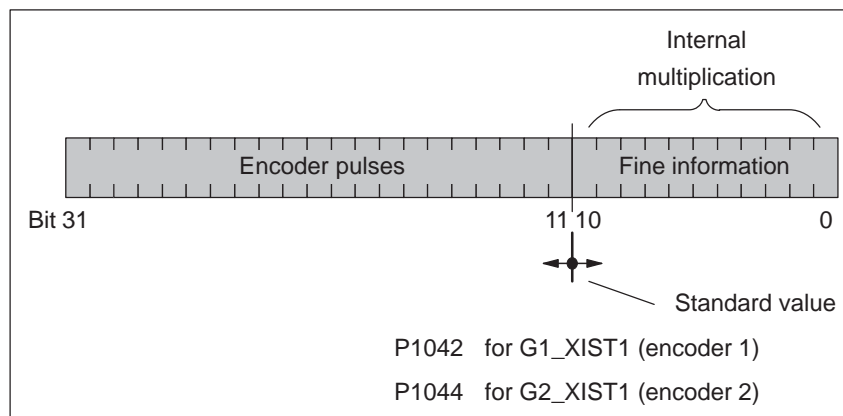 Internal
multiplication
Encoder pulses Fine information
Bit 31 11 10 0
Standard value
P1042 for G1_XIST1 (encoder 1)
P1044 for G2_XIST1 (encoder 2)